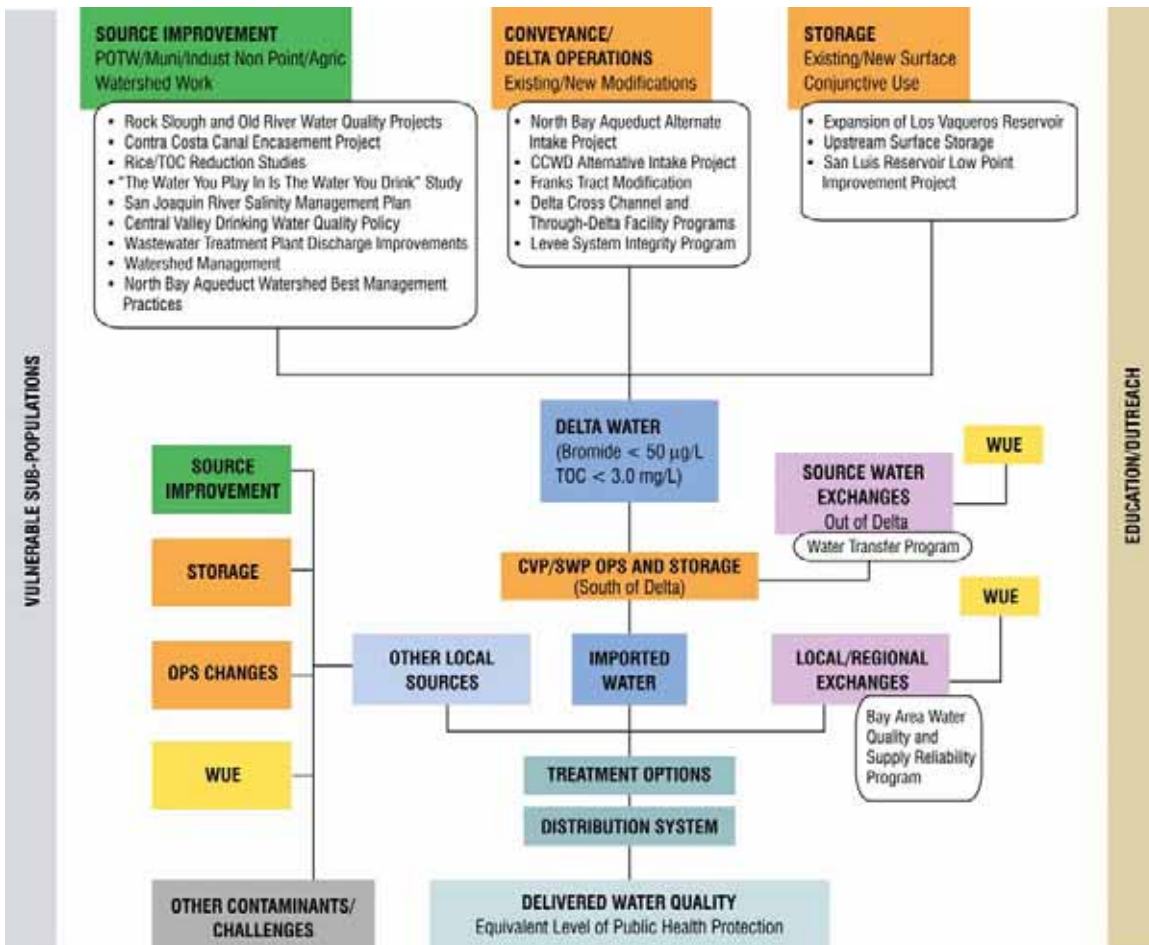 SOURCE IMPROVEMENT
POTW/Muni/Indust Non Point/Agric
Watershed Work
• Rock Slough and Old River Water Quality Projects
• Contra Costa Canal Encasement Project
• Rice/TOC Reduction Studies
• "The Water You Play In Is The Water You Drink" Study
• San Joaquin River Salinity Management Plan
• Central Valley Drinking Water Quality Policy
• Wastewater Treatment Plant Discharge Improvements
• Watershed Management
• North Bay Aqueduct Watershed Best Management
Practices
CONVEYANCE/
DELTA OPERATIONS
Existing/New Modifications
• North Bay Aqueduct Alternate
Intake Project
• CCWD Alternative Intake Project
• Franks Tract Modification
• Delta Cross Channel and
Through-Delta Facility Programs
• Levee System Integrity Program
STORAGE
Existing/New Surface
Conjunctive Use
• Expansion of Los Vaqueros Reservoir
• Upstream Surface Storage
• San Luis Reservoir Low Point
Improvement Project
VULNERABLE SUB-POPULATIONS
EDUCATION/OUTREACH
DELTA WATER
(Bromide < 50 µg/L
TOC < 3.0 mg/L)
SOURCE WATER
EXCHANGES
Out of Delta
Water Transfer Program
WUE
CVP/SWP OPS AND STORAGE
(South of Delta)
SOURCE
IMPROVEMENT
STORAGE
OPS CHANGES
WUE
OTHER CONTAMINANTS/
CHALLENGES
OTHER LOCAL
SOURCES
IMPORTED
WATER
LOCAL/REGIONAL
EXCHANGES
WUE
Bay Area Water
Quality and
Supply Reliability
Program
TREATMENT OPTIONS
DISTRIBUTION SYSTEM
DELIVERED WATER QUALITY
Equivalent Level of Public Health Protection